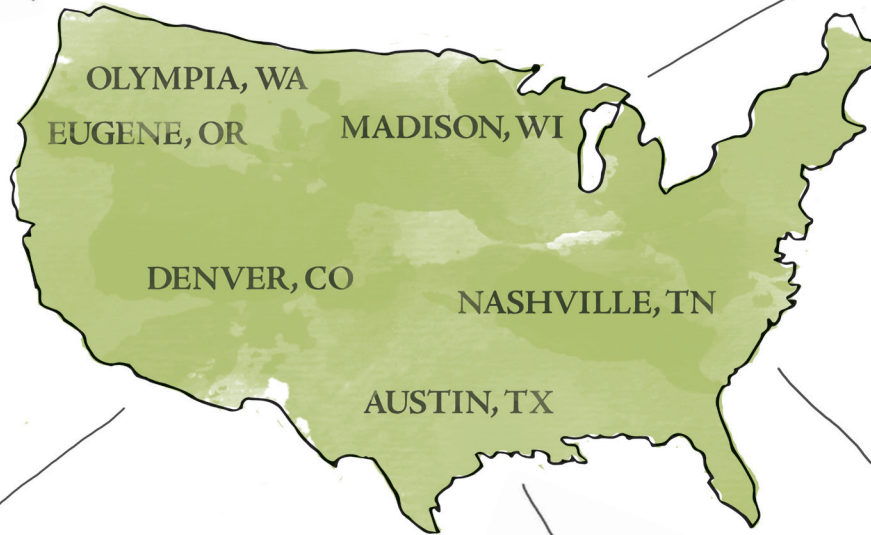 OLYMPIA, WA
EUGENE, OR
MADISON, WI
DENVER, CO
NASHVILLE, TN
AUSTIN, TX